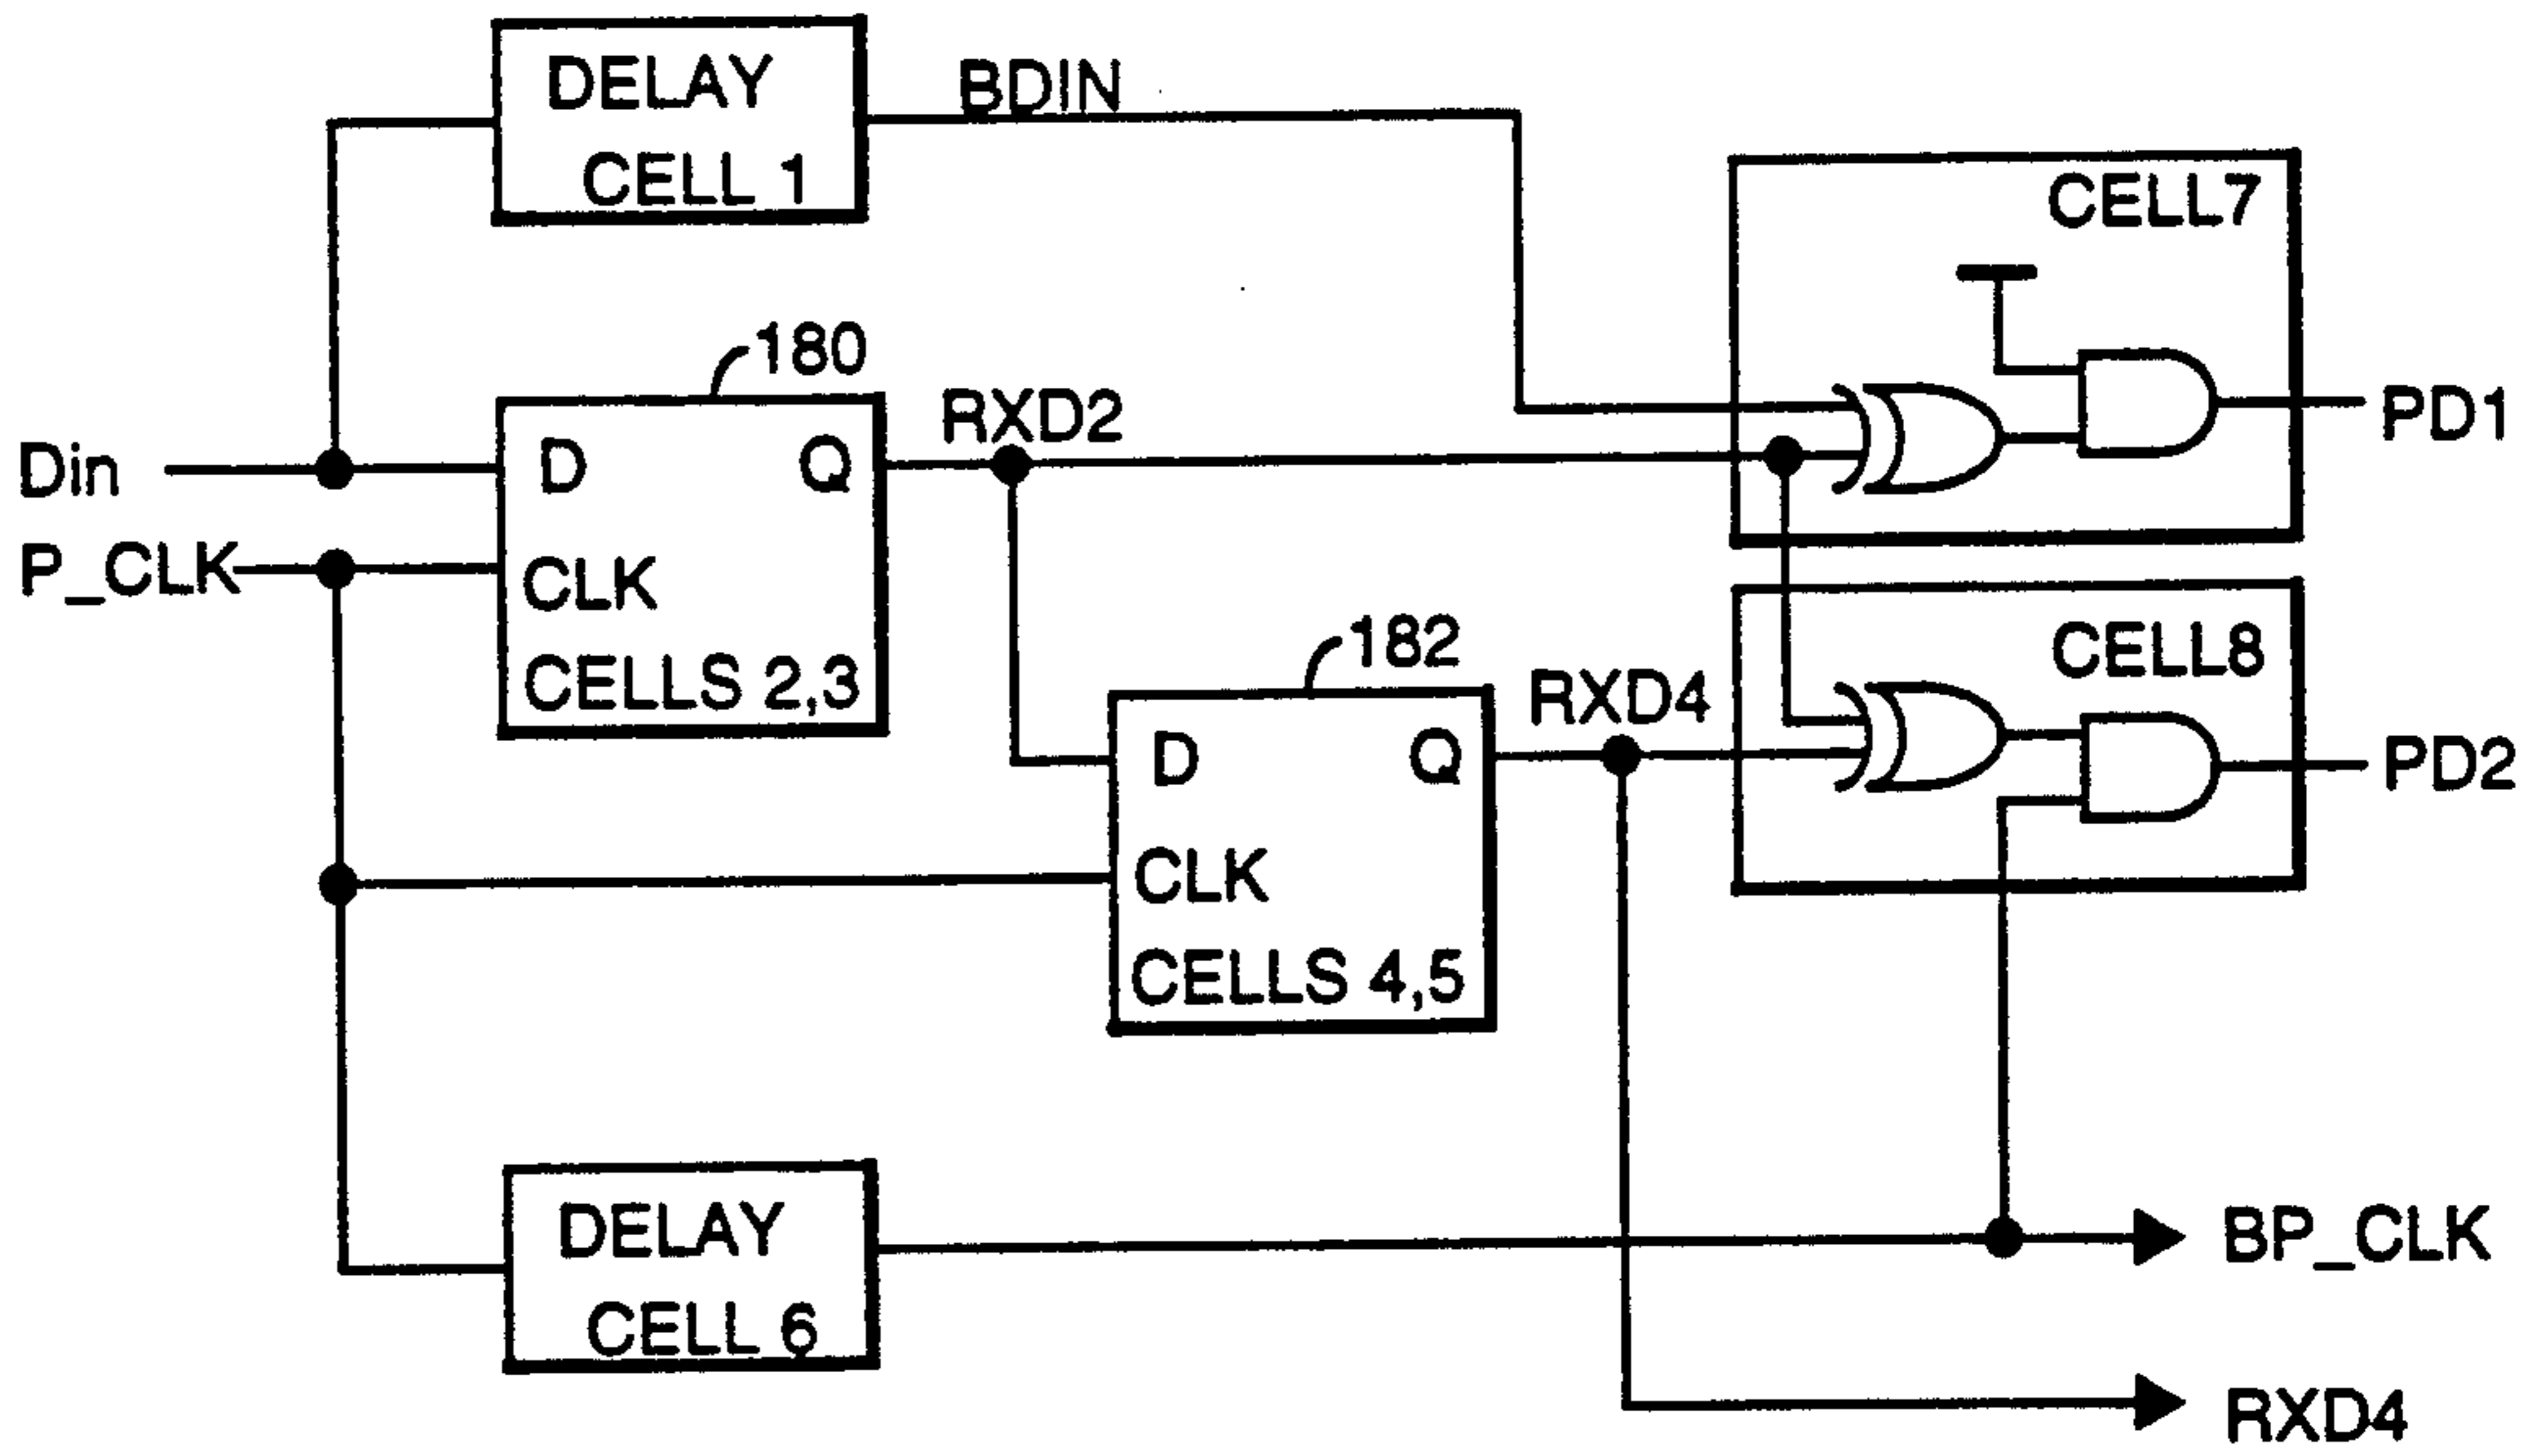 DELAY
CELL 1
BDIN
CELL7
180
RXD2
PD1
Din
D
Q
P_CLK
CLK
CELLS 2,3
182
RXD4
CELL8
D
Q
PD2
CLK
CELLS 4,5
DELAY
CELL 6
BP_CLK
RXD4